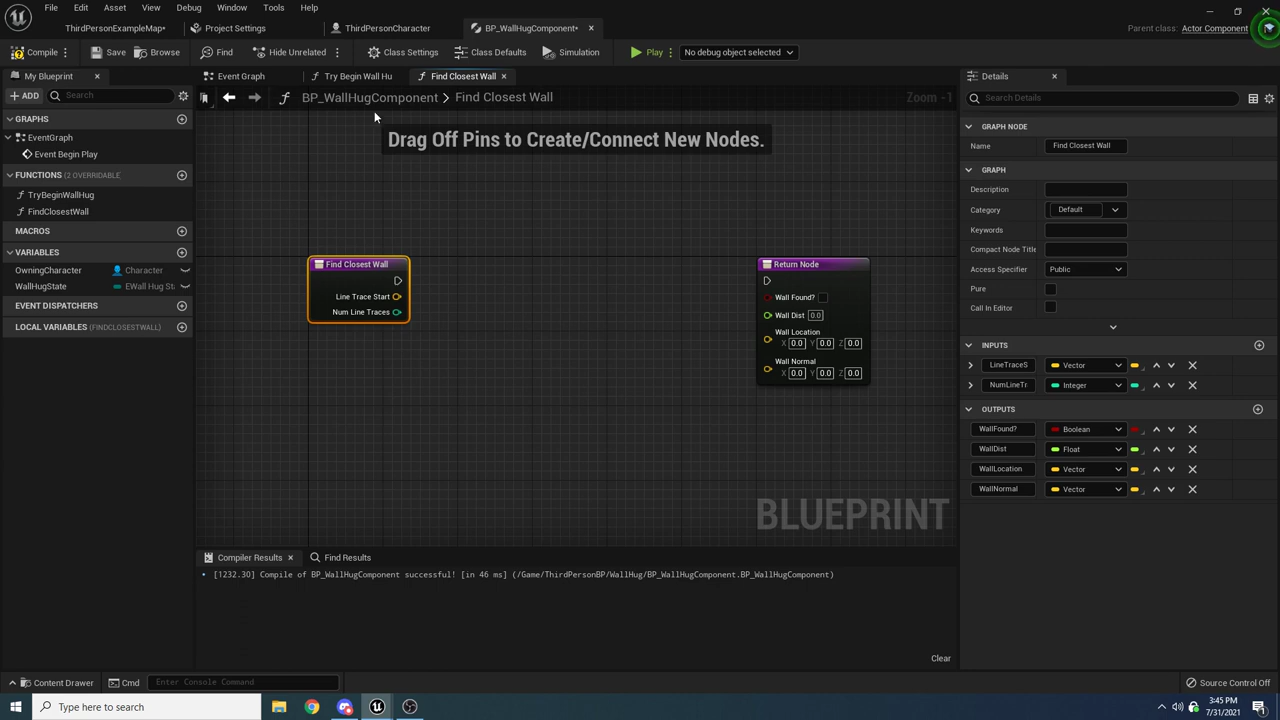 File Edit Asset View Debug Window Tools Help
ThirdPersonExampleMap* Project Settings ThirdPersonCharacter BP_WallHugComponent* Parent class: Actor Component
Compile Save Browse Find Hide Unrelated Class Settings Class Defaults Simulation Play No debug object selected
My Blueprint Event Graph Try Begin Wall Hu Find Closest Wall Details
ADD Search BP_WallHugComponent > Find Closest Wall Zoom -1 Search Details
Drag Off Pins to Create/Connect New Nodes.
GRAPHS
EventGraph
Event Begin Play
FUNCTIONS (2 OVERRIDABLE
TryBeginWallHug
FindClosestWall
MACROS
VARIABLES
OwningCharacter Character
WallHugState EWall Hug St
EVENT DISPATCHERS
LOCAL VARIABLES (FINDCLOSESTWALL)
Find Closest Wall
Line Trace Start
Num Line Traces
Return Node
Wall Found?
Wall Dist 0.0
Wall Location
X 0.0 Y 0.0 Z 0.0
Wall Normal
X 0.0 Y 0.0 Z 0.0
BLUEPRINT
GRAPH NODE
Name Find Closest Wall
GRAPH
Description
Category Default
Keywords
Compact Node Title
Access Specifier Public
Pure
Call In Editor
INPUTS
LineTraceS Vector
NumLineTr Integer
OUTPUTS
WallFound? Boolean
WallDist Float
WallLocation Vector
WallNormal Vector
Compiler Results Find Results
[1232.30] Compile of BP_WallHugComponent successful! [in 46 ms] (/Game/ThirdPersonBP/WallHug/BP_WallHugComponent.BP_WallHugComponent)
Clear
Content Drawer Cmd Enter Console Command Source Control Off
Type here to search
3:45 PM
7/31/2021